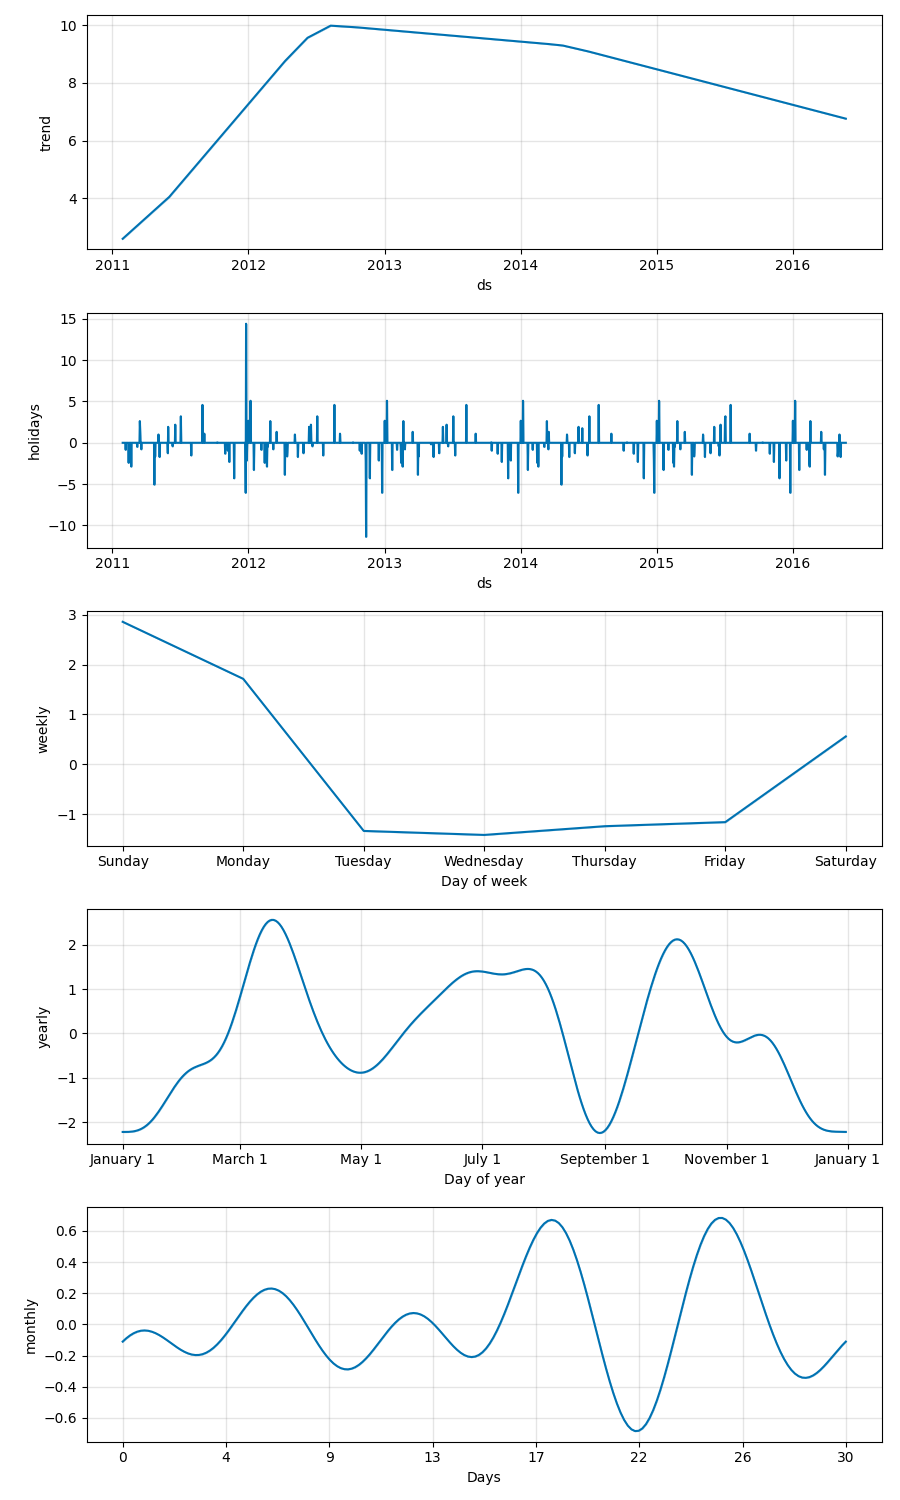 10
8
6
4
trend
2011 2012 2013 2014 2015 2016
ds
15
10
5
0
−5
−10
holidays
2011 2012 2013 2014 2015 2016
ds
3
2
1
0
−1
weekly
Sunday Monday Tuesday Wednesday Thursday Friday Saturday
Day of week
2
1
0
−1
−2
yearly
January 1 March 1 May 1 July 1 September 1 November 1 January 1
Day of year
0.6
0.4
0.2
0.0
−0.2
−0.4
−0.6
monthly
0 4 9 13 17 22 26 30
Days